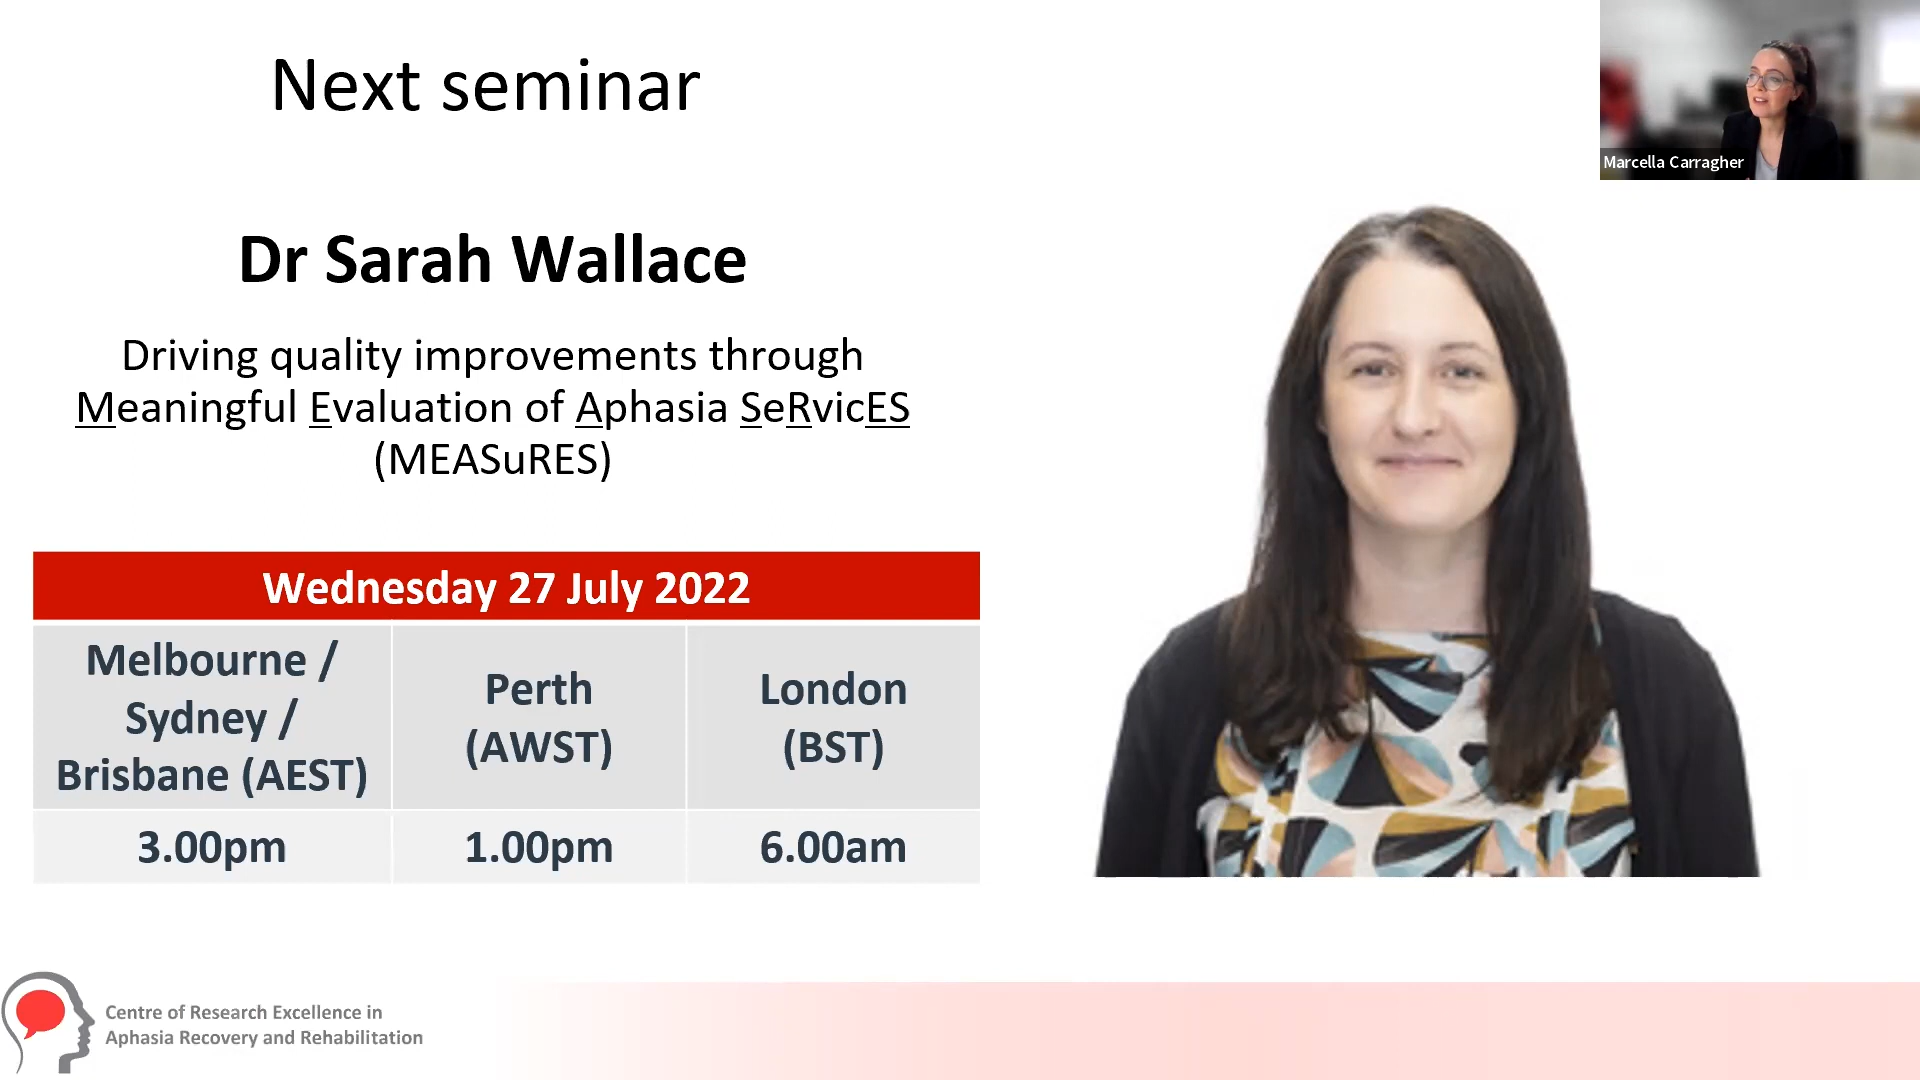 Next seminar
Marcella Carragher
Dr Sarah Wallace
Driving quality improvements through
Meaningful Evaluation of Aphasia SeRvicES
(MEASuRES)
Wednesday 27 July 2022
Melbourne /
Sydney /
Brisbane (AEST)
Perth
(AWST)
London
(BST)
3.00pm
1.00pm
6.00am
Centre of Research Excellence in
Aphasia Recovery and Rehabilitation